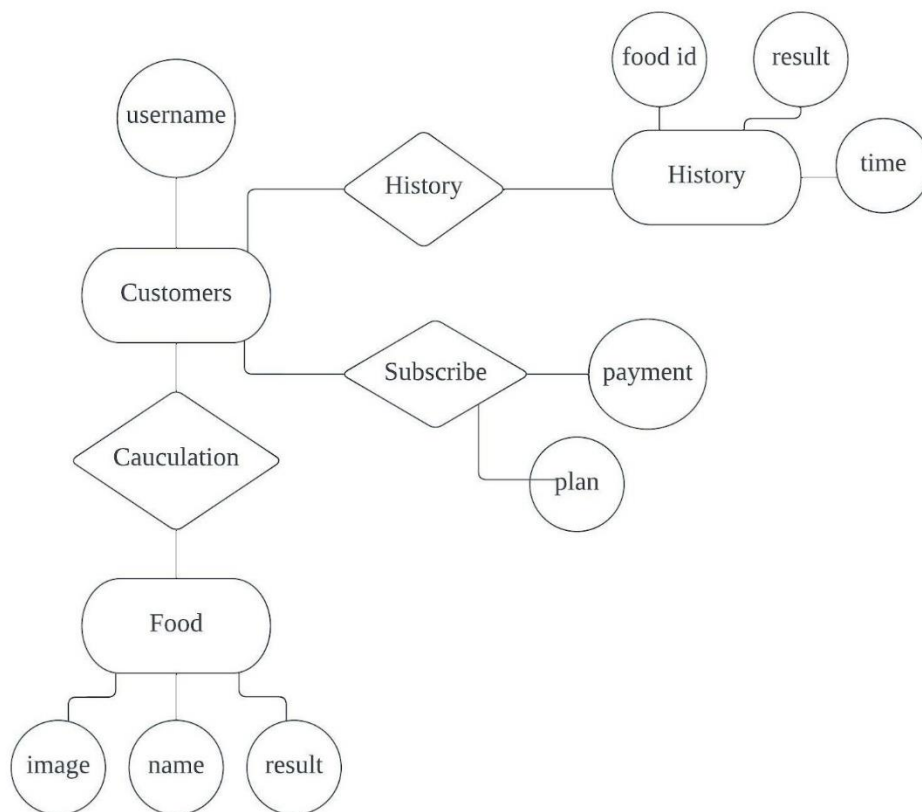 food id
result
username
time
History
History
Customers
Subscribe
payment
Cauculation
plan
Food
image
name
result